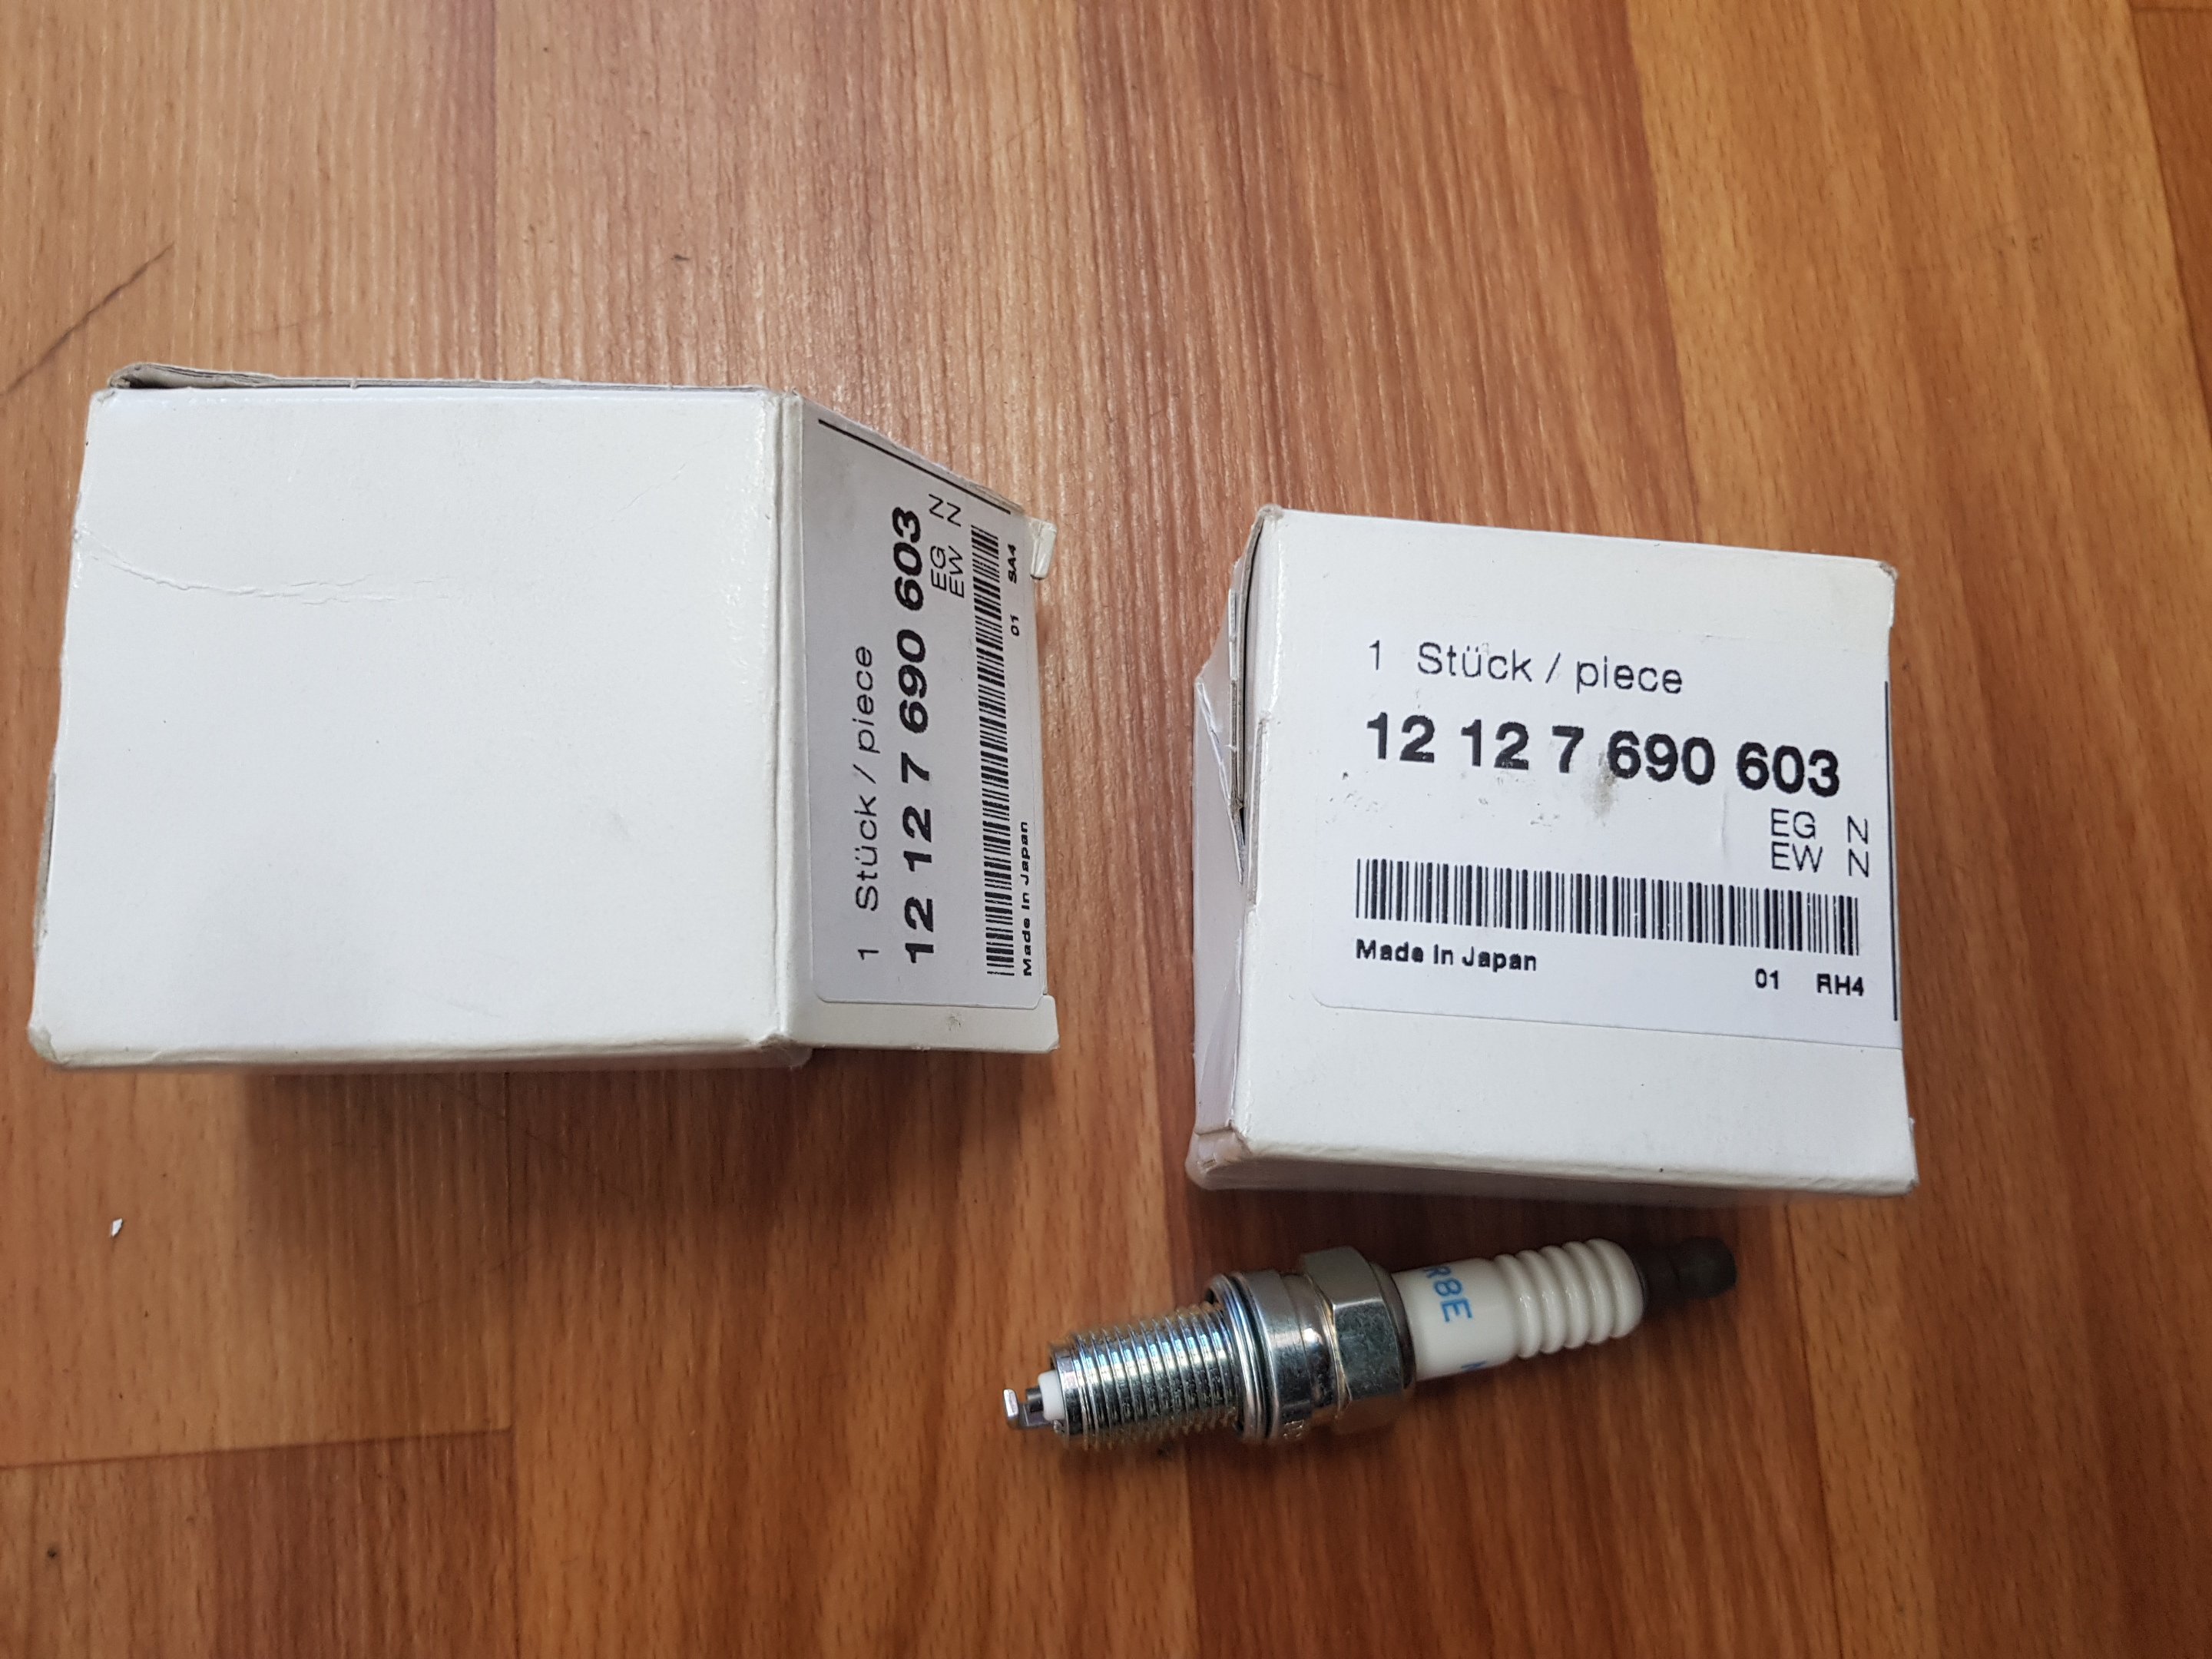 1 Stück / piece
12 12 7 690 603
EG N
EW N
Made in Japan
01 SA4
1 Stück / piece
12 12 7 690 603
EG N
EW N
Made in Japan
01 RH4
R8E
N